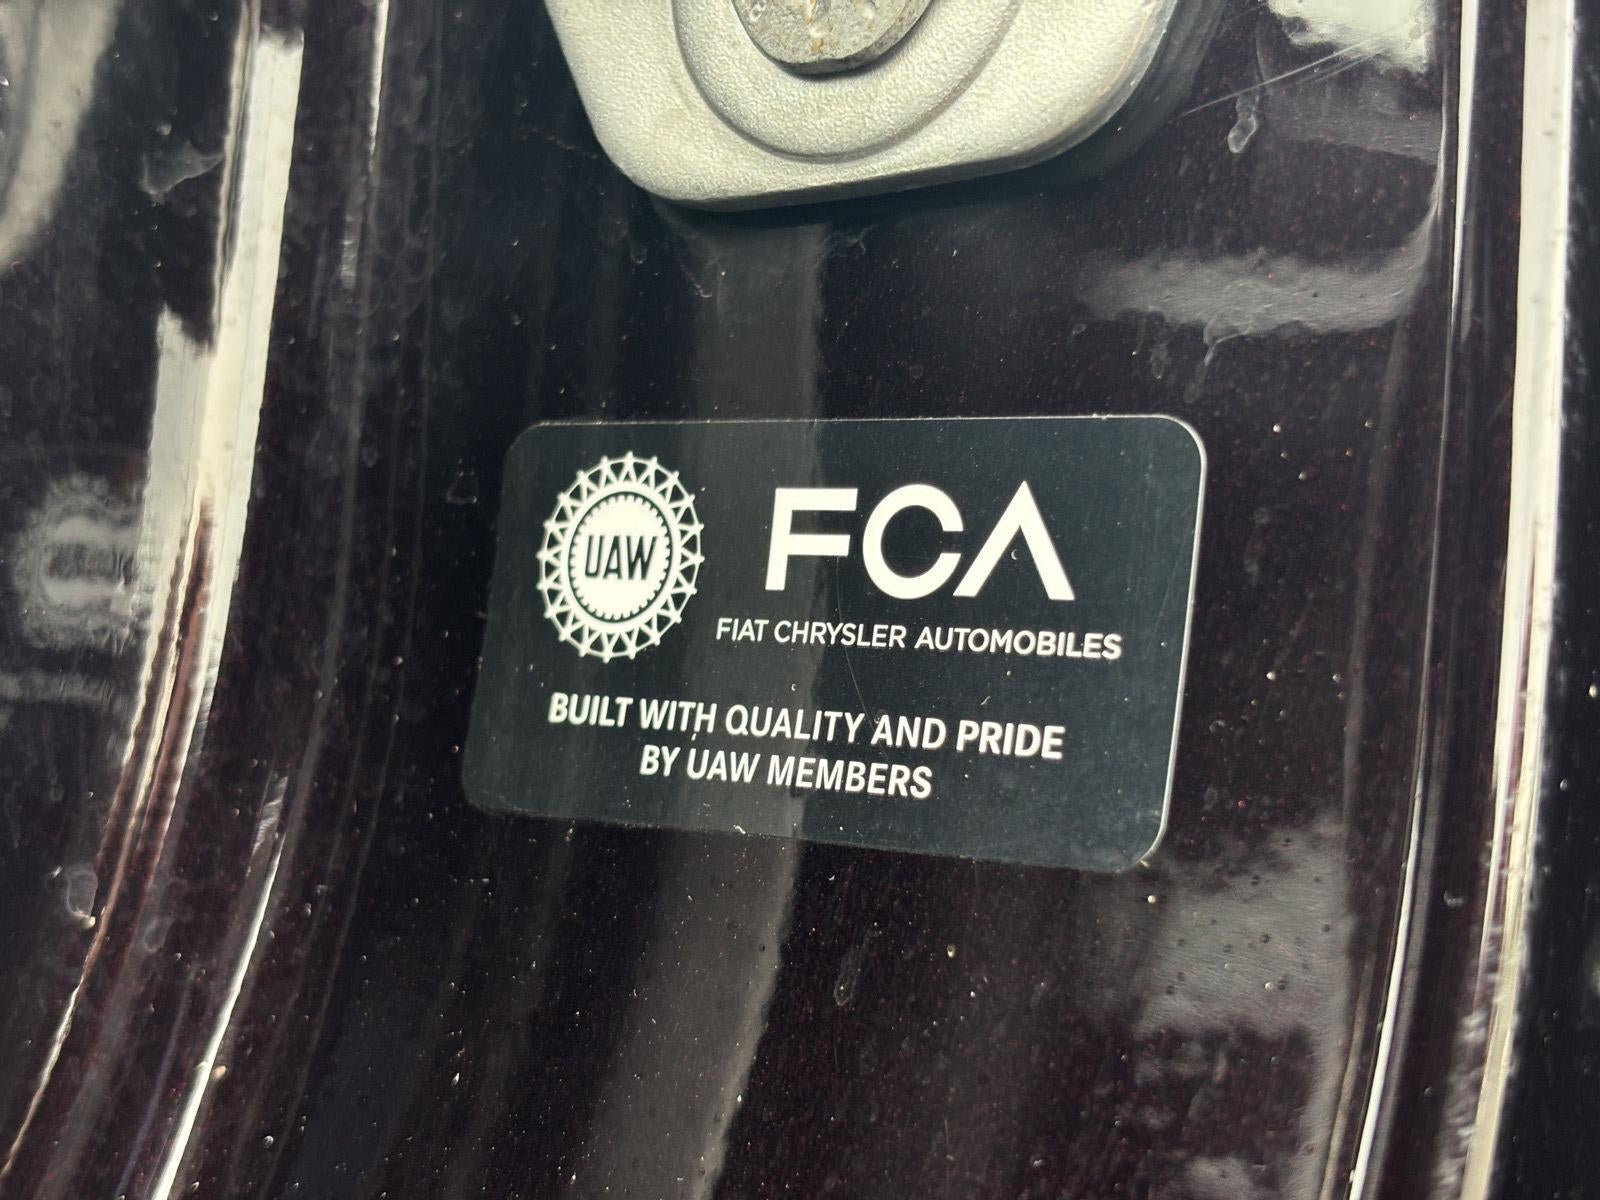 UAW
FCA
FIAT CHRYSLER AUTOMOBILES
BUILT WITH QUALITY AND PRIDE
BY UAW MEMBERS